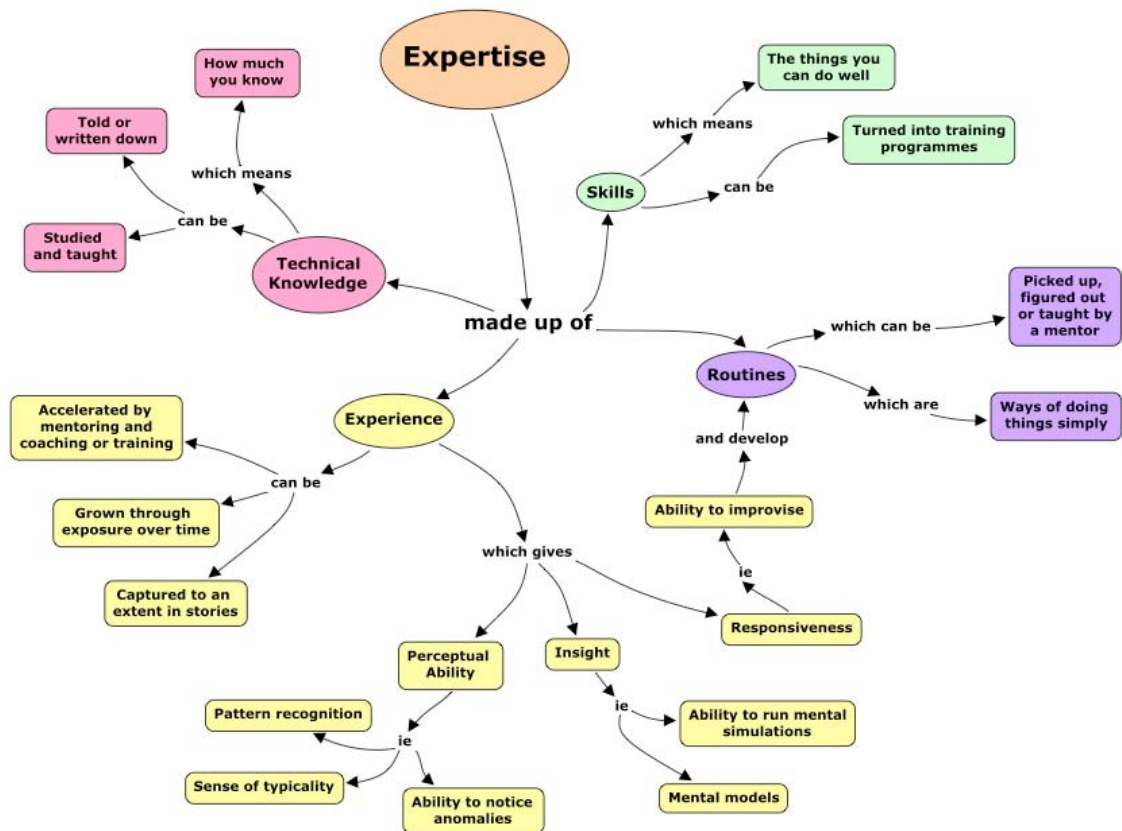 Expertise
How much
you know
Told or
written down
which means
can be
Studied
and taught
Technical
Knowledge
The things you
can do well
which means
Turned into training
programmes
Skills
can be
made up of
Picked up,
figured out
or taught by
a mentor
which can be
Routines
which are
Ways of doing
things simply
and develop
Ability to improvise
ie
Responsiveness
Experience
Accelerated by
mentoring and
coaching or training
can be
Grown through
exposure over time
Captured to an
extent in stories
which gives
Perceptual
Ability
Insight
Pattern recognition
ie
Sense of typicality
Ability to notice
anomalies
ie
Ability to run mental
simulations
Mental models